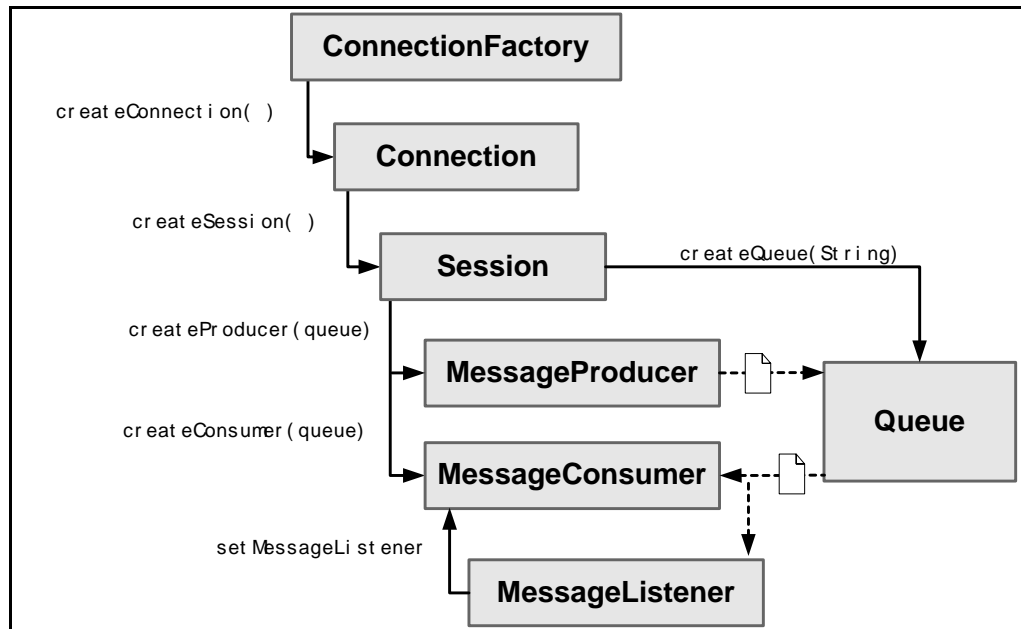 ConnectionFactory
createConnection( )
Connection
createSession( )
Session
createQueue(String)
createProducer(queue)
MessageProducer
Queue
createConsumer(queue)
MessageConsumer
setMessageListener
MessageListener